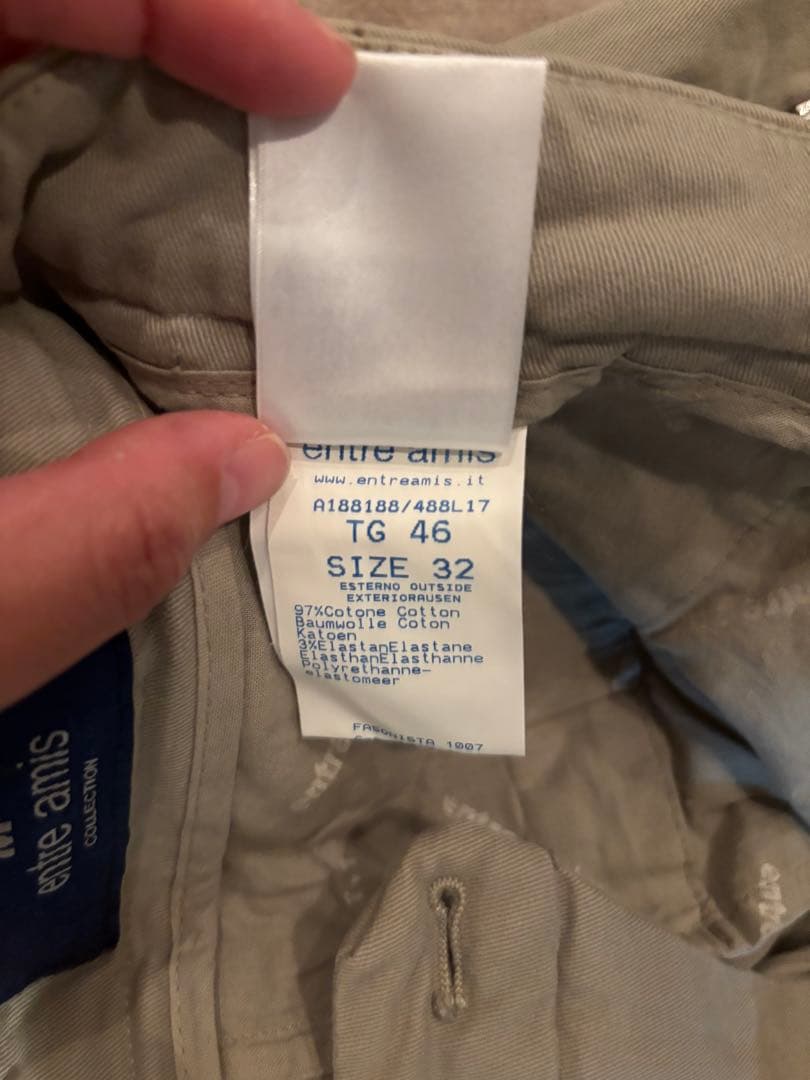 entre amis
www.entreamis.it
A188188/488L17
TG 46
SIZE 32
ESTERNO OUTSIDE
EXTERIORAUSEN
97%Cotone Cotton
Baumwolle Coton
Katoen
3%ElastanElastane
ElasthanElasthanne
Polyrethanne-
elastomeer
1007
entre amis
COLLECTION